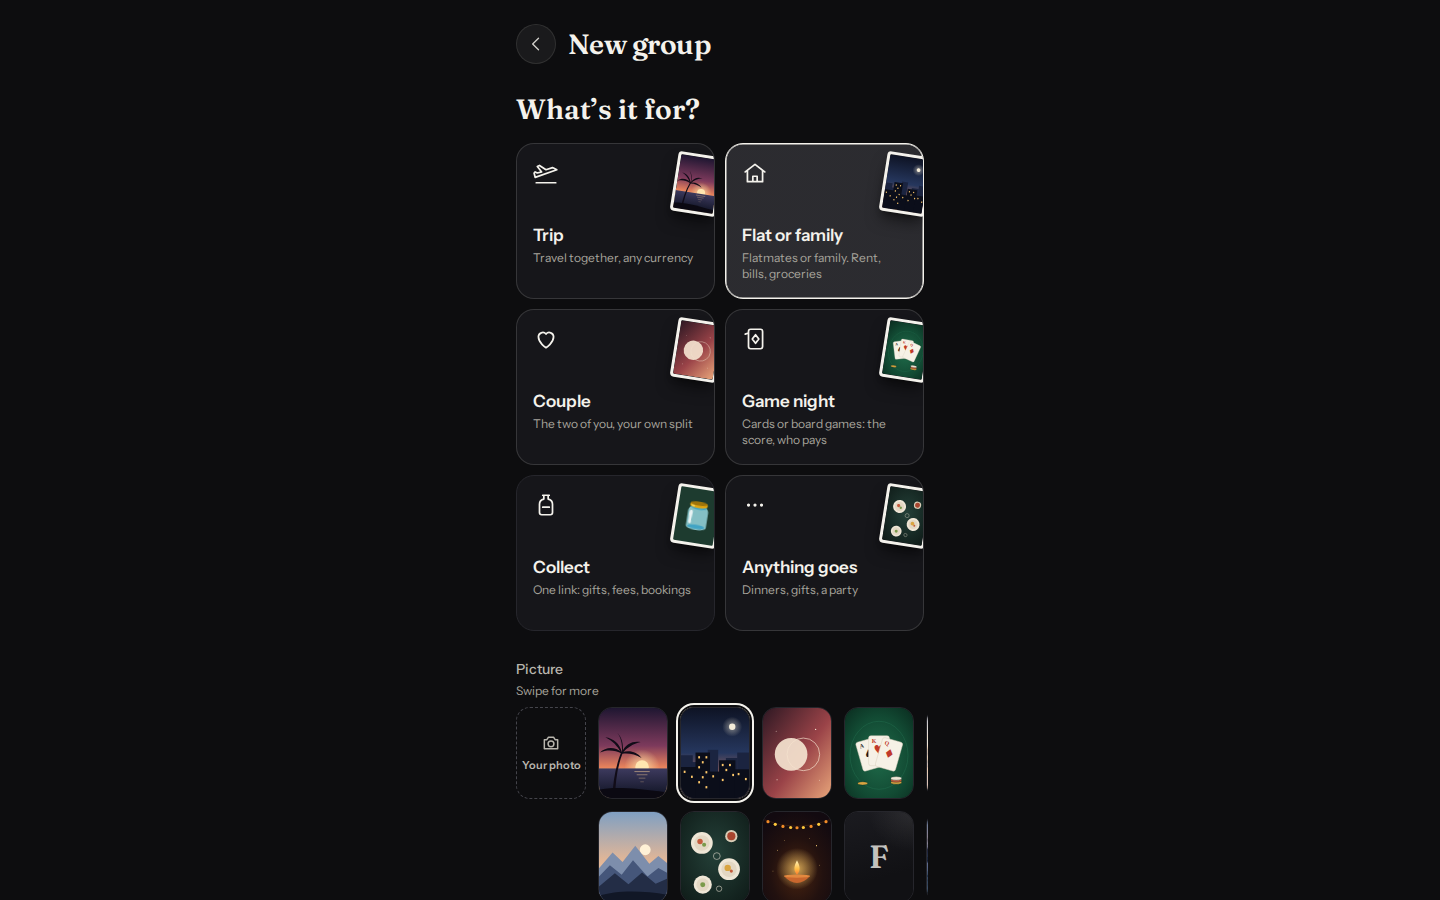 New group
What's it for?
Trip
Travel together, any currency
Flat or family
Flatmates or family. Rent,
bills, groceries
Couple
The two of you, your own split
Game night
Cards or board games: the
score, who pays
Collect
One link: gifts, fees, bookings
Anything goes
Dinners, gifts, a party
Picture
Swipe for more
Your photo
A K Q
F